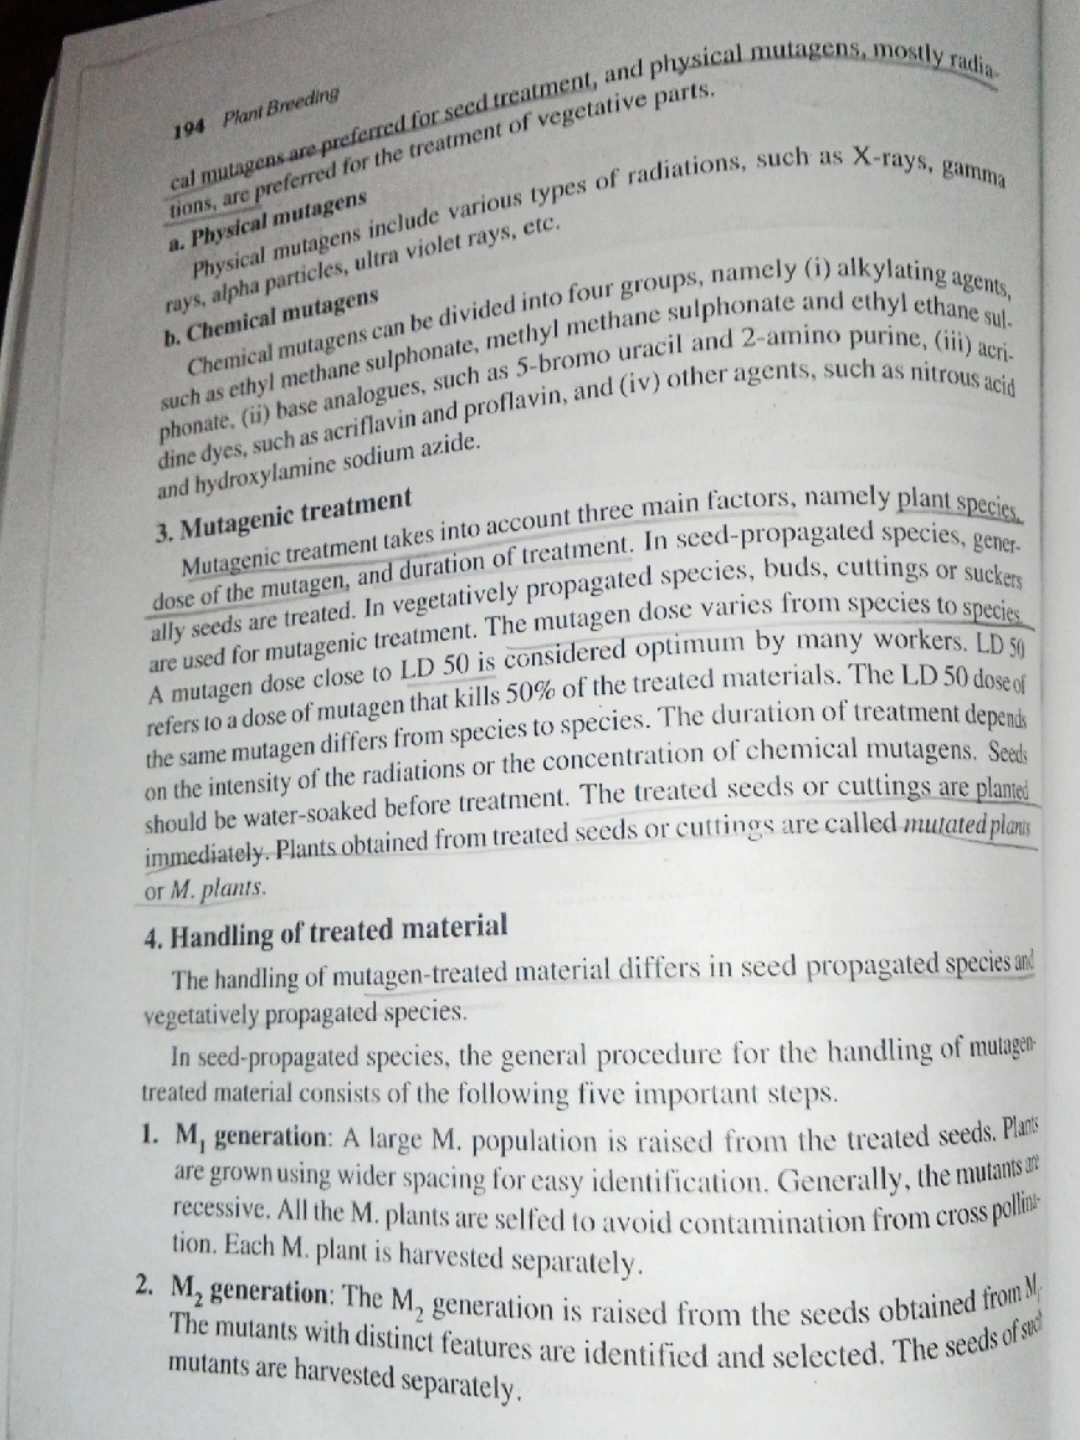 194 Plant Breeding
cal mutagens are preferred for seed treatment, and physical mutagens, mostly radia-
tions, are preferred for the treatment of vegetative parts.
a. Physical mutagens
Physical mutagens include various types of radiations, such as X-rays, gamma
rays, alpha particles, ultra violet rays, etc.
b. Chemical mutagens
Chemical mutagens can be divided into four groups, namely (i) alkylating agents,
such as ethyl methane sulphonate, methyl methane sulphonate and ethyl ethane sul-
phonate, (ii) base analogues, such as 5-bromo uracil and 2-amino purine, (iii) acri-
dine dyes, such as acriflavin and proflavin, and (iv) other agents, such as nitrous acid
and hydroxylamine sodium azide.
3. Mutagenic treatment
Mutagenic treatment takes into account three main factors, namely plant species,
dose of the mutagen, and duration of treatment. In seed-propagated species, gener-
ally seeds are treated. In vegetatively propagated species, buds, cuttings or suckers
are used for mutagenic treatment. The mutagen dose varies from species to species.
A mutagen dose close to LD 50 is considered optimum by many workers. LD 50
refers to a dose of mutagen that kills 50% of the treated materials. The LD 50 dose of
the same mutagen differs from species to species. The duration of treatment depends
on the intensity of the radiations or the concentration of chemical mutagens. Seeds
should be water-soaked before treatment. The treated seeds or cuttings are planted
immediately. Plants obtained from treated seeds or cuttings are called mutated plants
or M. plants.
4. Handling of treated material
The handling of mutagen-treated material differs in seed propagated species and
vegetatively propagated species.
In seed-propagated species, the general procedure for the handling of mutagen-
treated material consists of the following five important steps.
1. M₁ generation: A large M. population is raised from the treated seeds. Plants
are grown using wider spacing for easy identification. Generally, the mutants are
recessive. All the M. plants are selfed to avoid contamination from cross pollina-
tion. Each M. plant is harvested separately.
2. M₂ generation: The M₂ generation is raised from the seeds obtained from M.
The mutants with distinct features are identified and selected. The seeds of such
mutants are harvested separately.